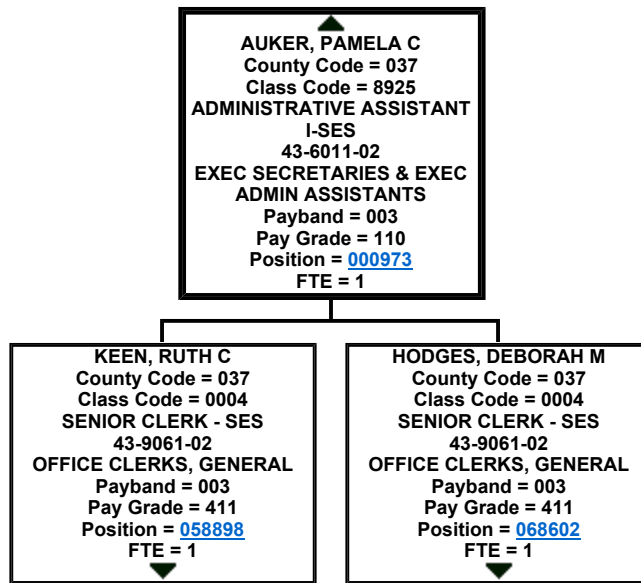 AUKER, PAMELA C
County Code = 037
Class Code = 8925
ADMINISTRATIVE ASSISTANT
I-SES
43-6011-02
EXEC SECRETARIES & EXEC
ADMIN ASSISTANTS
Payband = 003
Pay Grade = 110
Position = 000973
FTE = 1
KEEN, RUTH C
County Code = 037
Class Code = 0004
SENIOR CLERK - SES
43-9061-02
OFFICE CLERKS, GENERAL
Payband = 003
Pay Grade = 411
Position = 058898
FTE = 1
HODGES, DEBORAH M
County Code = 037
Class Code = 0004
SENIOR CLERK - SES
43-9061-02
OFFICE CLERKS, GENERAL
Payband = 003
Pay Grade = 411
Position = 068602
FTE = 1